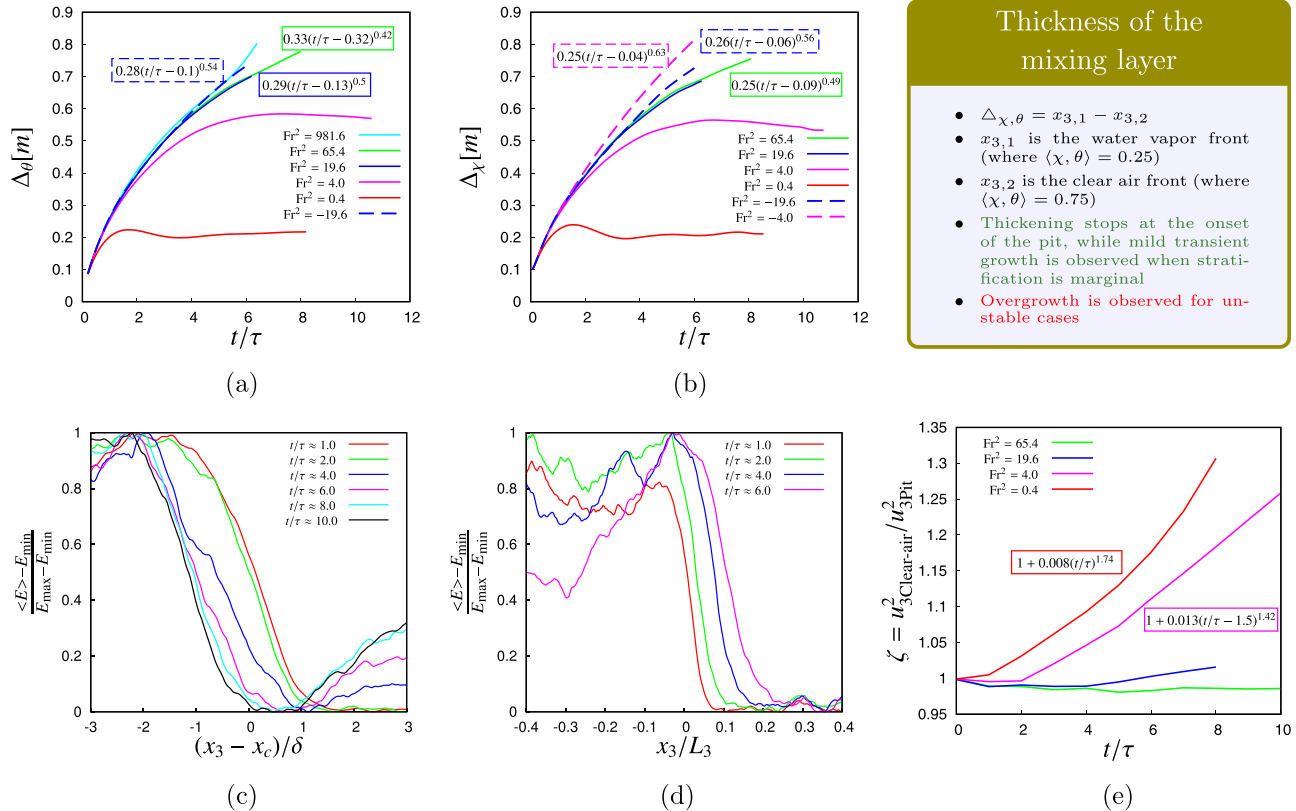 0.9
0.8
0.7
0.6
0.5
0.4
0.3
0.2
0.1
0
Δθ[m]
0.33(t/τ − 0.32)^0.42
0.28(t/τ − 0.1)^0.54
0.29(t/τ − 0.13)^0.5
Fr² = 981.6
Fr² = 65.4
Fr² = 19.6
Fr² = 4.0
Fr² = 0.4
Fr² = −19.6
0 2 4 6 8 10 12
t/τ
(a)
0.9
0.8
0.7
0.6
0.5
0.4
0.3
0.2
0.1
0
Δχ[m]
0.26(t/τ − 0.06)^0.56
0.25(t/τ − 0.04)^0.63
0.25(t/τ − 0.09)^0.49
Fr² = 65.4
Fr² = 19.6
Fr² = 4.0
Fr² = 0.4
Fr² = −19.6
Fr² = −4.0
0 2 4 6 8 10 12
t/τ
(b)
Thickness of the
mixing layer
• △χ,θ = x3,1 − x3,2
• x3,1 is the water vapor front
(where ⟨χ, θ⟩ = 0.25)
• x3,2 is the clear air front (where
⟨χ, θ⟩ = 0.75)
• Thickening stops at the onset
of the pit, while mild transient
growth is observed when strati-
fication is marginal
• Overgrowth is observed for un-
stable cases
1
0.8
0.6
0.4
0.2
0
<E>−Emin
Emax−Emin
t/τ ≈ 1.0
t/τ ≈ 2.0
t/τ ≈ 4.0
t/τ ≈ 6.0
t/τ ≈ 8.0
t/τ ≈ 10.0
-3 -2 -1 0 1 2 3
(x3 − xc)/δ
(c)
1
0.8
0.6
0.4
0.2
0
<E>−Emin
Emax−Emin
t/τ ≈ 1.0
t/τ ≈ 2.0
t/τ ≈ 4.0
t/τ ≈ 6.0
-0.4 -0.3 -0.2 -0.1 0 0.1 0.2 0.3 0.4
x3/L3
(d)
1.35
1.3
1.25
1.2
1.15
1.1
1.05
1
0.95
ζ = u²3Clear−air/u²3Pit
Fr² = 65.4
Fr² = 19.6
Fr² = 4.0
Fr² = 0.4
1 + 0.008(t/τ)^1.74
1 + 0.013(t/τ − 1.5)^1.42
0 2 4 6 8 10
t/τ
(e)